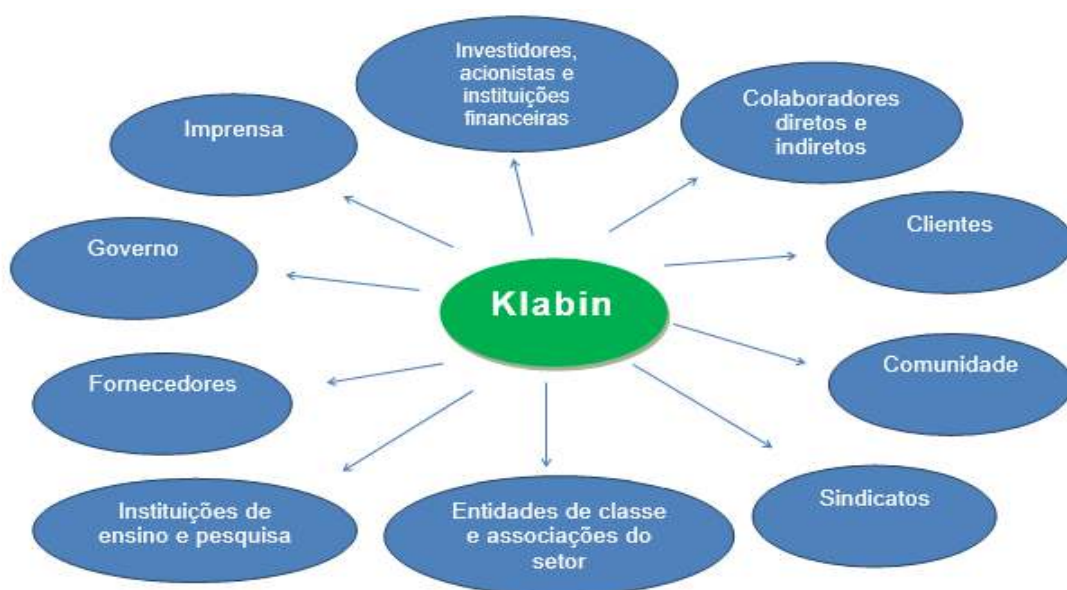 Investidores,
acionistas e
instituições
financeiras
Colaboradores
diretos e
indiretos
Imprensa
Clientes
Governo
Klabin
Comunidade
Fornecedores
Sindicatos
Instituições de
ensino e pesquisa
Entidades de classe
e associações do
setor